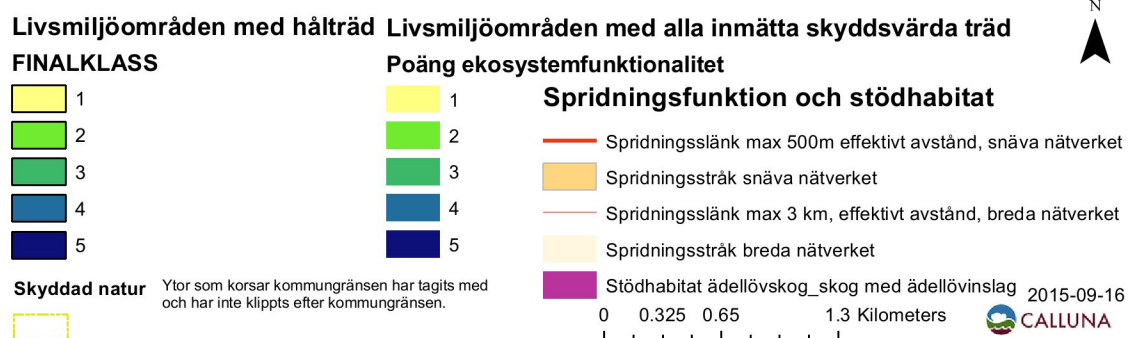 Livsmiljöområden med hålträd
FINALKLASS
1
2
3
4
5
Skyddad natur
Ytor som korsar kommungränsen har tagits med
och har inte klippts efter kommungränsen.
Livsmiljöområden med alla inmätta skyddsvärda träd
Poäng ekosystemfunktionalitet
1
2
3
4
5
N
Spridningsfunktion och stödhabitat
Spridningsslänk max 500m effektivt avstånd, snäva nätverket
Spridningsstråk snäva nätverket
Spridningsslänk max 3 km, effektivt avstånd, breda nätverket
Spridningsstråk breda nätverket
Stödhabitat ädellövskog_skog med ädellövinslag
0 0.325 0.65 1.3 Kilometers
2015-09-16
CALLUNA